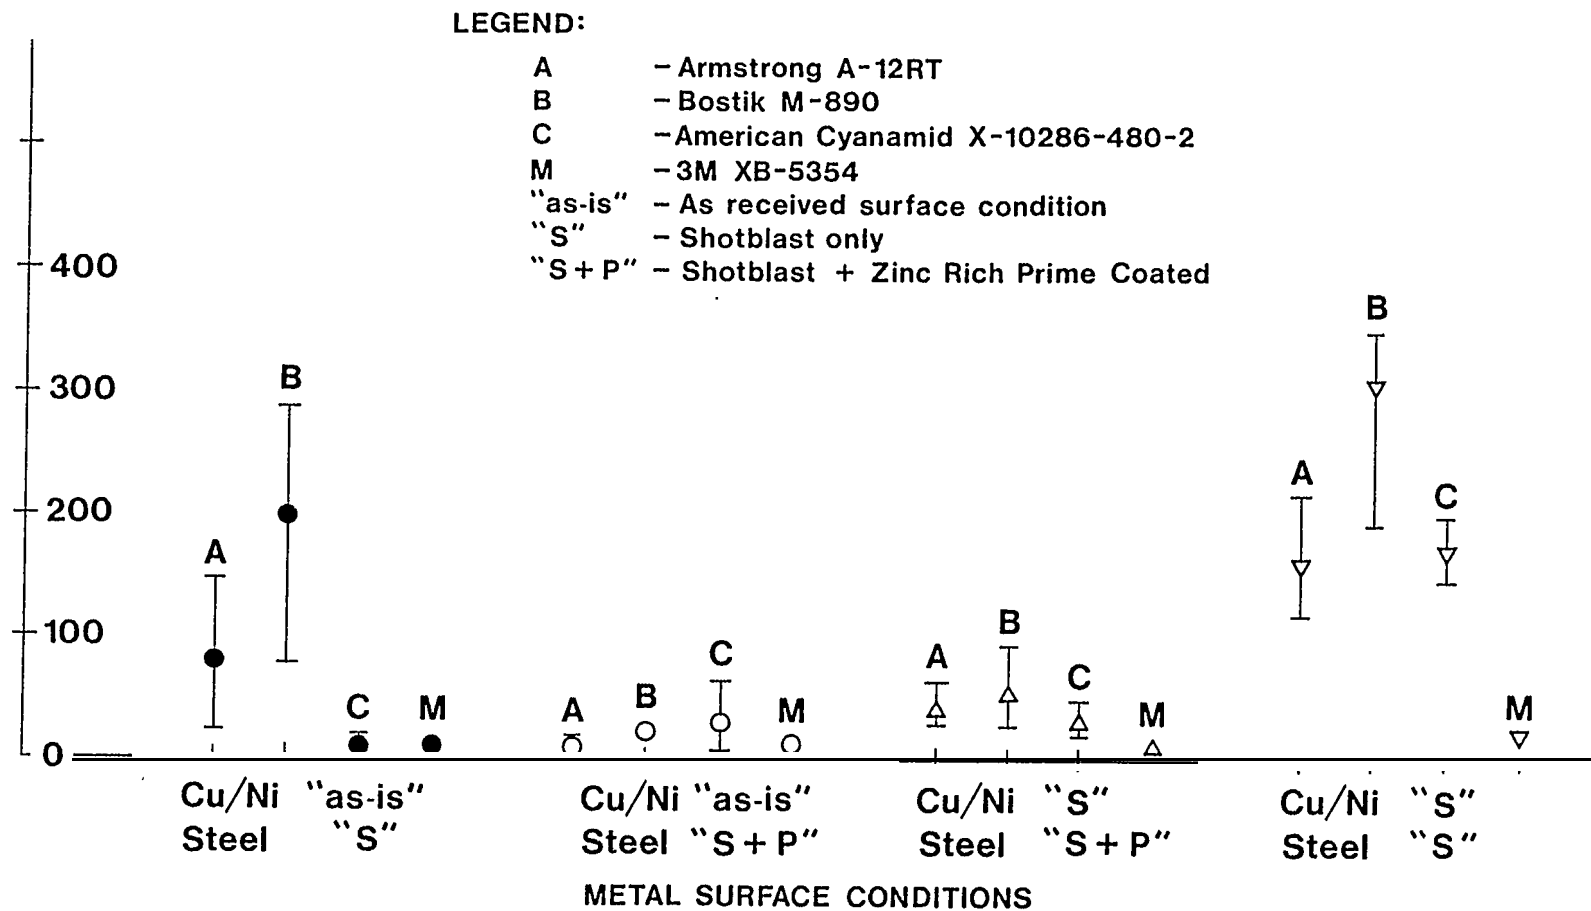 LEGEND:
A - Armstrong A-12RT
B - Bostik M-890
C - American Cyanamid X-10286-480-2
M - 3M XB-5354
"as-is" - As received surface condition
"S" - Shotblast only
"S + P" - Shotblast + Zinc Rich Prime Coated
400
300
200
100
0
A
B
C
M
A
B
C
M
A
B
C
M
A
B
C
M
Cu/Ni "as-is"
Steel "S"
Cu/Ni "as-is"
Steel "S + P"
Cu/Ni "S"
Steel "S + P"
Cu/Ni "S"
Steel "S"
METAL SURFACE CONDITIONS